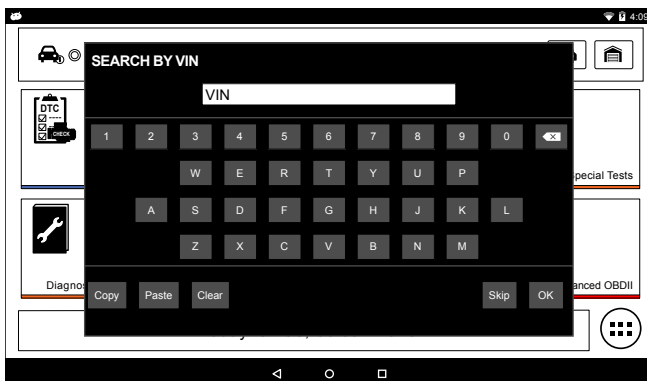 4:09
SEARCH BY VIN
VIN
DTC
CHECK
1 2 3 4 5 6 7 8 9 0
W E R T Y U P
pecial Tests
A S D F G H J K L
Z X C V B N M
Diagno
anced OBDII
Copy Paste Clear Skip OK